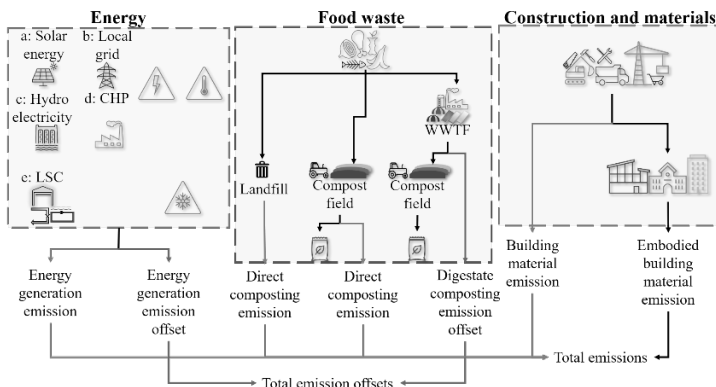 Energy
Food waste
Construction and materials
a: Solar
energy
b: Local
grid
c: Hydro
electricity
d: CHP
e: LSC
WWTF
Landfill
Compost
field
Compost
field
Energy
generation
emission
Energy
generation
emission
offset
Direct
composting
emission
Direct
composting
emission
Digestate
composting
emission
offset
Building
material
emission
Embodied
building
material
emission
Total emissions
Total emission offsets